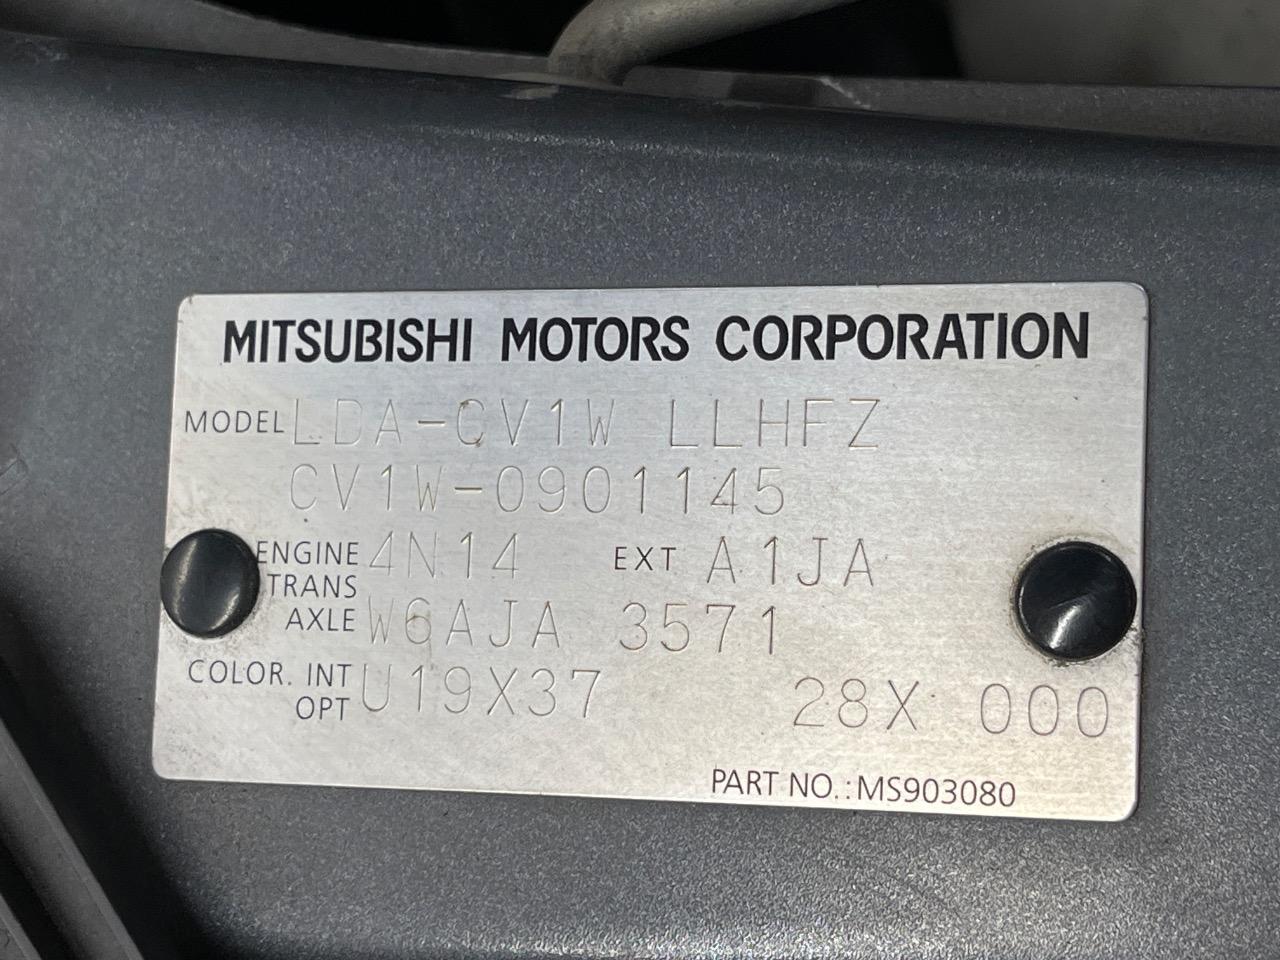 MITSUBISHI MOTORS CORPORATION
MODEL LDA-CV1W LLHFZ
CV1W-0901145
ENGINE 4N14 EXT A1JA
TRANS
AXLE W6AJA 3571
COLOR. INT
OPT U19X37 28X 000
PART NO.:MS903080